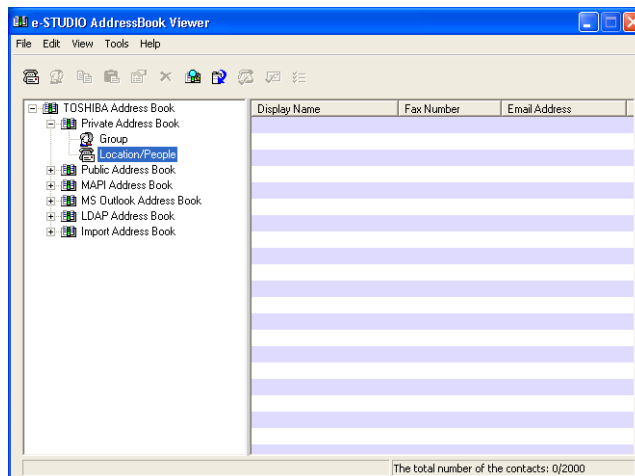 e-STUDIO AddressBook Viewer
File Edit View Tools Help
TOSHIBA Address Book
Private Address Book
Group
Location/People
Public Address Book
MAPI Address Book
MS Outlook Address Book
LDAP Address Book
Import Address Book
Display Name Fax Number Email Address
The total number of the contacts: 0/2000